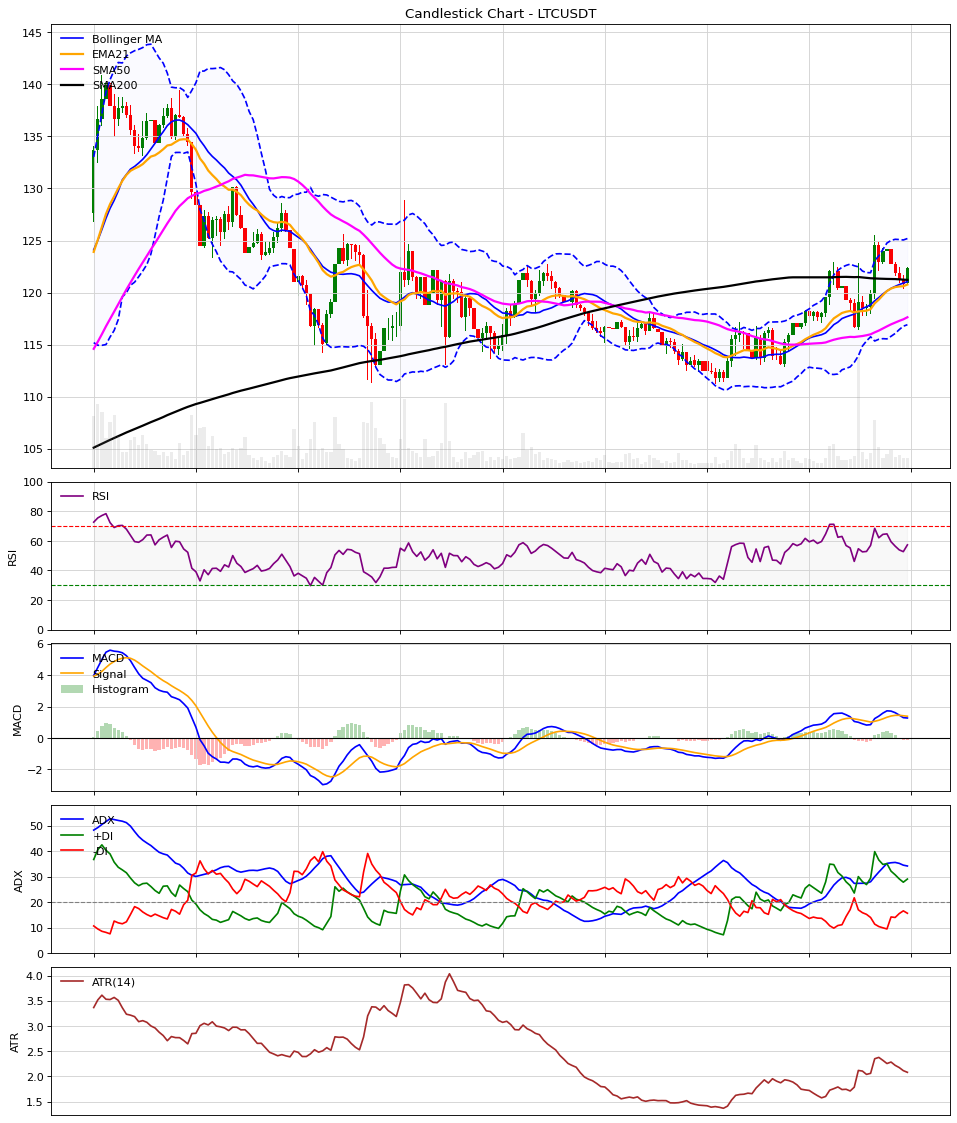 Candlestick Chart - LTCUSDT
Bollinger MA
EMA21
SMA50
SMA200
145
140
135
130
125
120
115
110
105
RSI
RSI
100
80
60
40
20
0
MACD
Signal
Histogram
MACD
6
4
2
0
−2
ADX
+DI
-DI
ADX
50
40
30
20
10
0
ATR(14)
ATR
4.0
3.5
3.0
2.5
2.0
1.5